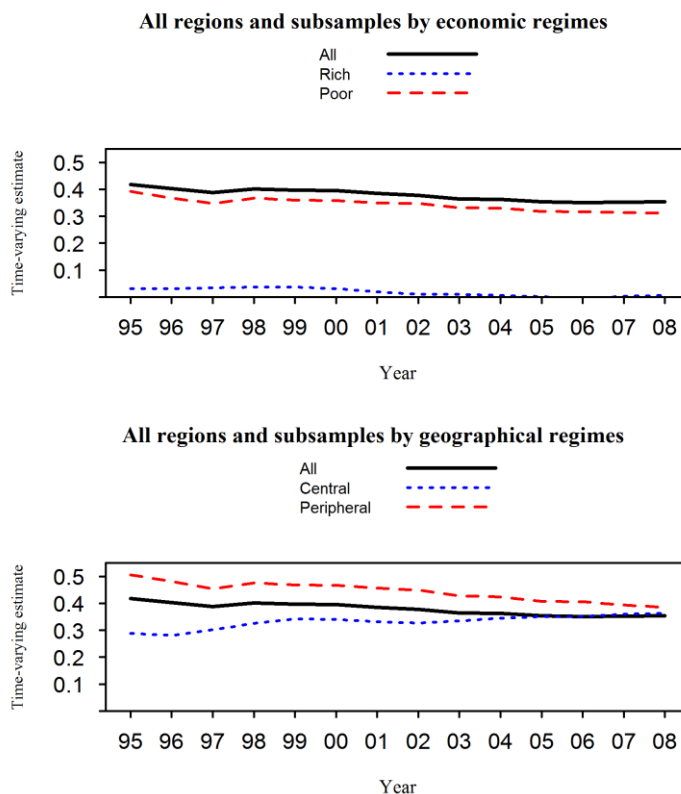 All regions and subsamples by economic regimes
All
Rich
Poor
Time-varying estimate
0.5
0.4
0.3
0.2
0.1
95 96 97 98 99 00 01 02 03 04 05 06 07 08
Year
All regions and subsamples by geographical regimes
All
Central
Peripheral
Time-varying estimate
0.5
0.4
0.3
0.2
0.1
95 96 97 98 99 00 01 02 03 04 05 06 07 08
Year